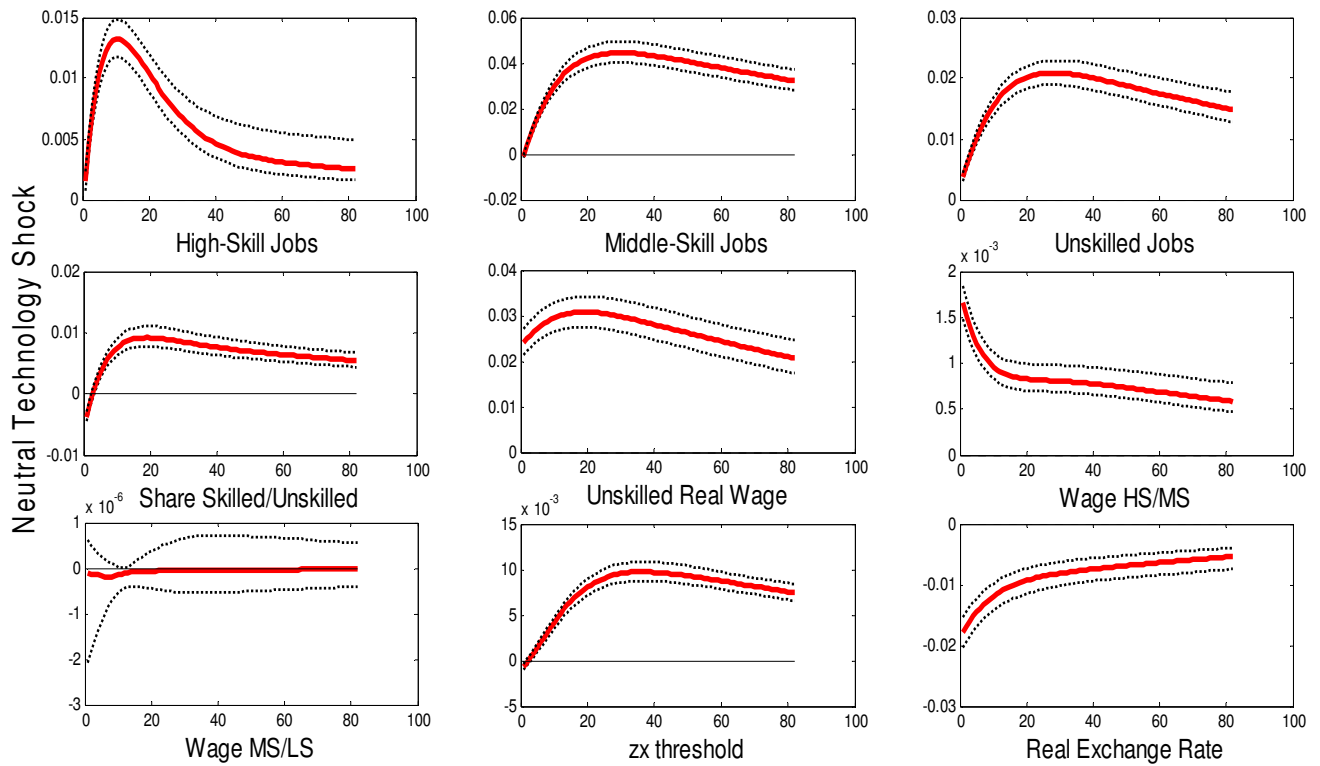 Neutral Technology Shock
0.015
0.01
0.005
0
0 20 40 60 80 100
High-Skill Jobs
0.06
0.04
0.02
0
-0.02
0 20 40 60 80 100
Middle-Skill Jobs
0.03
0.02
0.01
0
0 20 40 60 80 100
Unskilled Jobs
0.02
0.01
0
-0.01
0 20 40 60 80 100
Share Skilled/Unskilled
0.04
0.03
0.02
0.01
0
0 20 40 60 80 100
Unskilled Real Wage
x 10-3
2
1.5
1
0.5
0
0 20 40 60 80 100
Wage HS/MS
x 10-6
1
0
-1
-2
-3
0 20 40 60 80 100
Wage MS/LS
x 10-3
15
10
5
0
-5
0 20 40 60 80 100
zx threshold
0
-0.01
-0.02
-0.03
0 20 40 60 80 100
Real Exchange Rate